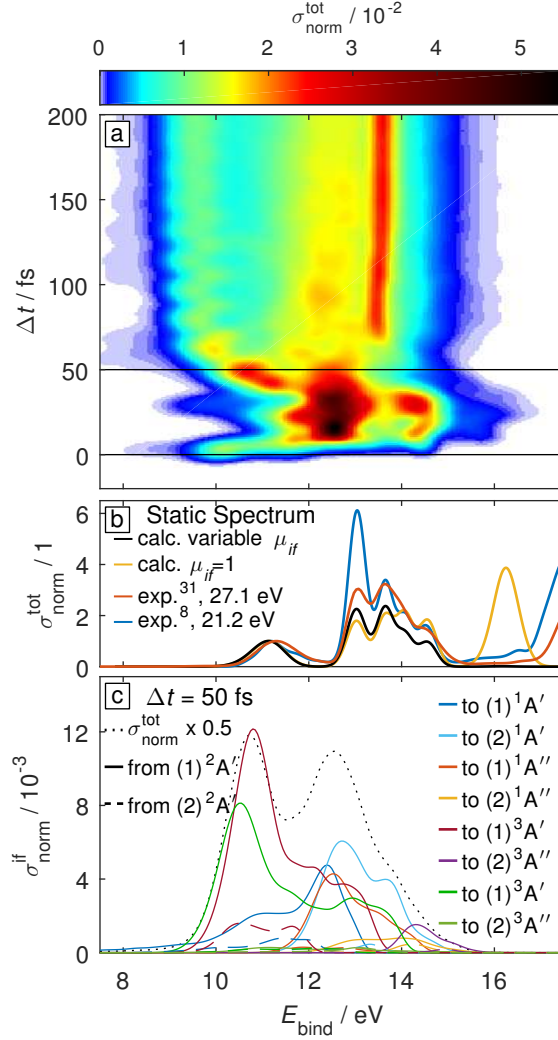 σ^tot_norm / 10^-2
0 1 2 3 4 5
a
200
150
100
50
0
Δt / fs
b Static Spectrum
calc. variable μ_if
calc. μ_if=1
exp.^31, 27.1 eV
exp.^8, 21.2 eV
6
4
2
0
σ^tot_norm / 1
c Δt = 50 fs
σ^tot_norm x 0.5
from (1)^2A′
from (2)^2A′
to (1)^1A′
to (2)^1A′
to (1)^1A′′
to (2)^1A′′
to (1)^3A′
to (2)^3A′′
to (1)^3A′
to (2)^3A′′
12
8
4
0
σ^if_norm / 10^-3
8 10 12 14 16
E_bind / eV